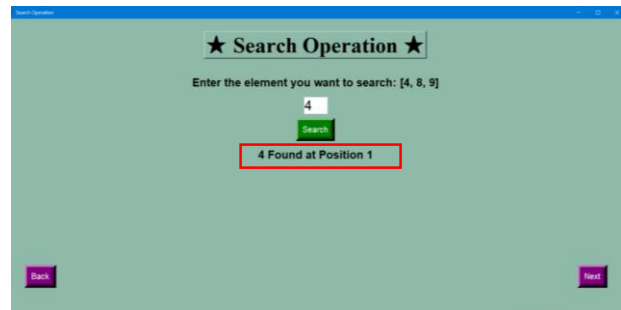 Search Operation
★ Search Operation ★
Enter the element you want to search: [4, 8, 9]
4
Search
4 Found at Position 1
Back
Next